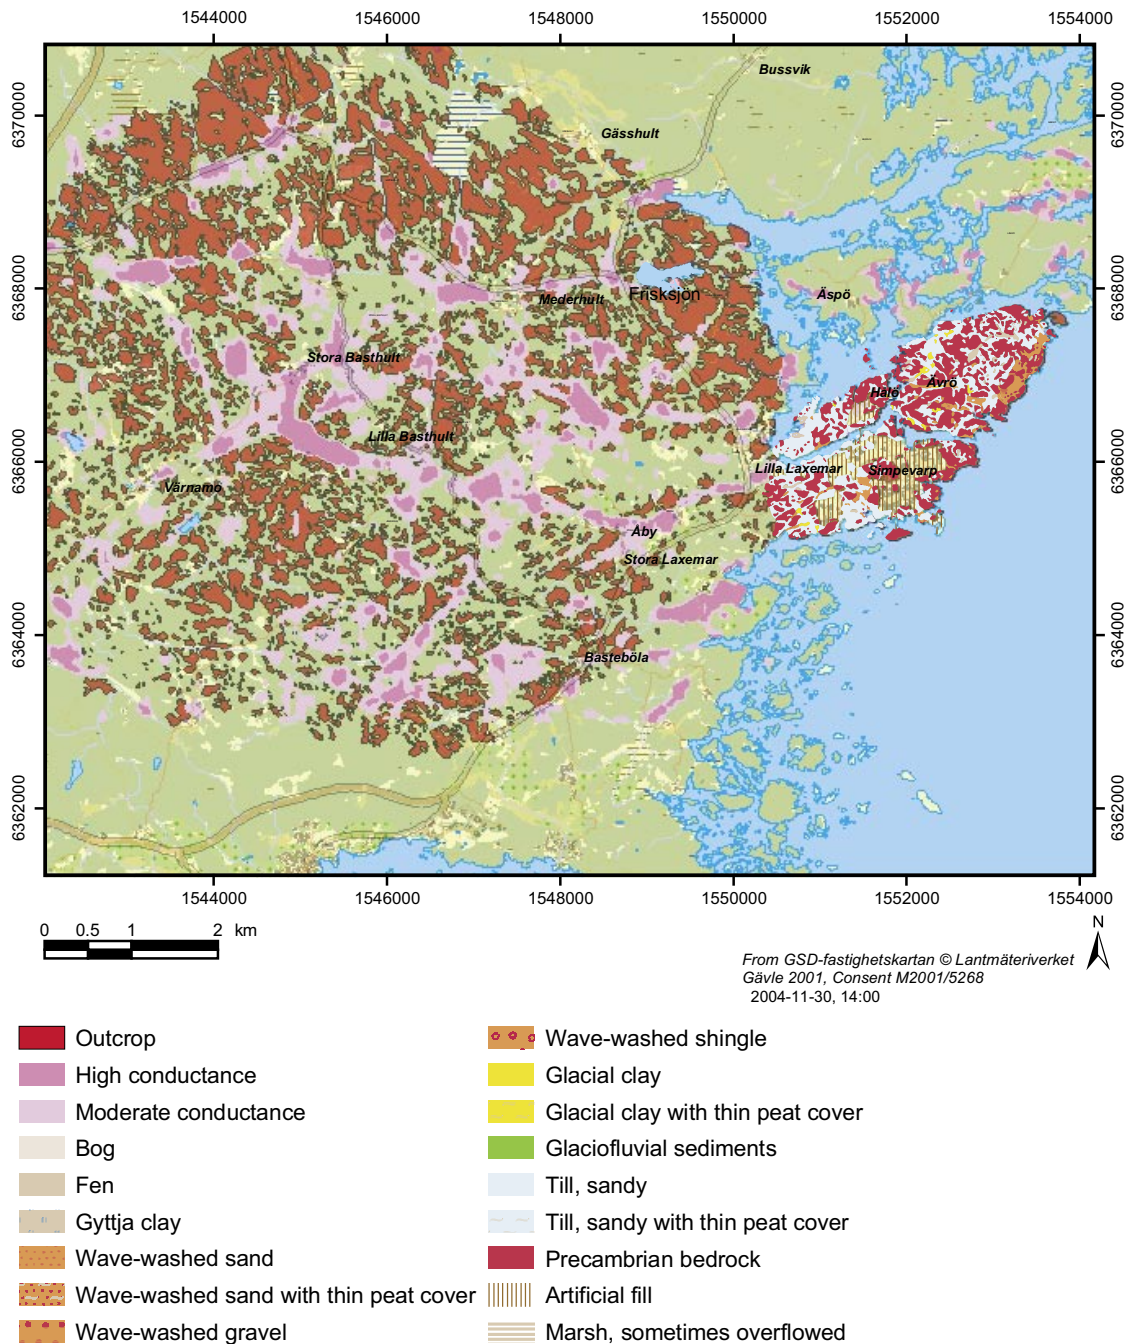 1544000 1546000 1548000 1550000 1552000 1554000
Bussvik
6370000 6370000
Gässhult
6368000 6368000
Äspö
Frisksjön
Mederhult
Stora Basthult
Ävrö
Hålö
Lilla Basthult
6366000 6366000
Lilla Laxemar Simpevarp
Värnamo
Åby
Stora Laxemar
6364000 6364000
Basteböla
6362000 6362000
1544000 1546000 1548000 1550000 1552000 1554000
0 0.5 1 2 km
N
From GSD-fastighetskartan © Lantmäteriverket
Gävle 2001, Consent M2001/5268
2004-11-30, 14:00
Outcrop
High conductance
Moderate conductance
Bog
Fen
Gyttja clay
Wave-washed sand
Wave-washed sand with thin peat cover
Wave-washed gravel
Wave-washed shingle
Glacial clay
Glacial clay with thin peat cover
Glaciofluvial sediments
Till, sandy
Till, sandy with thin peat cover
Precambrian bedrock
Artificial fill
Marsh, sometimes overflowed